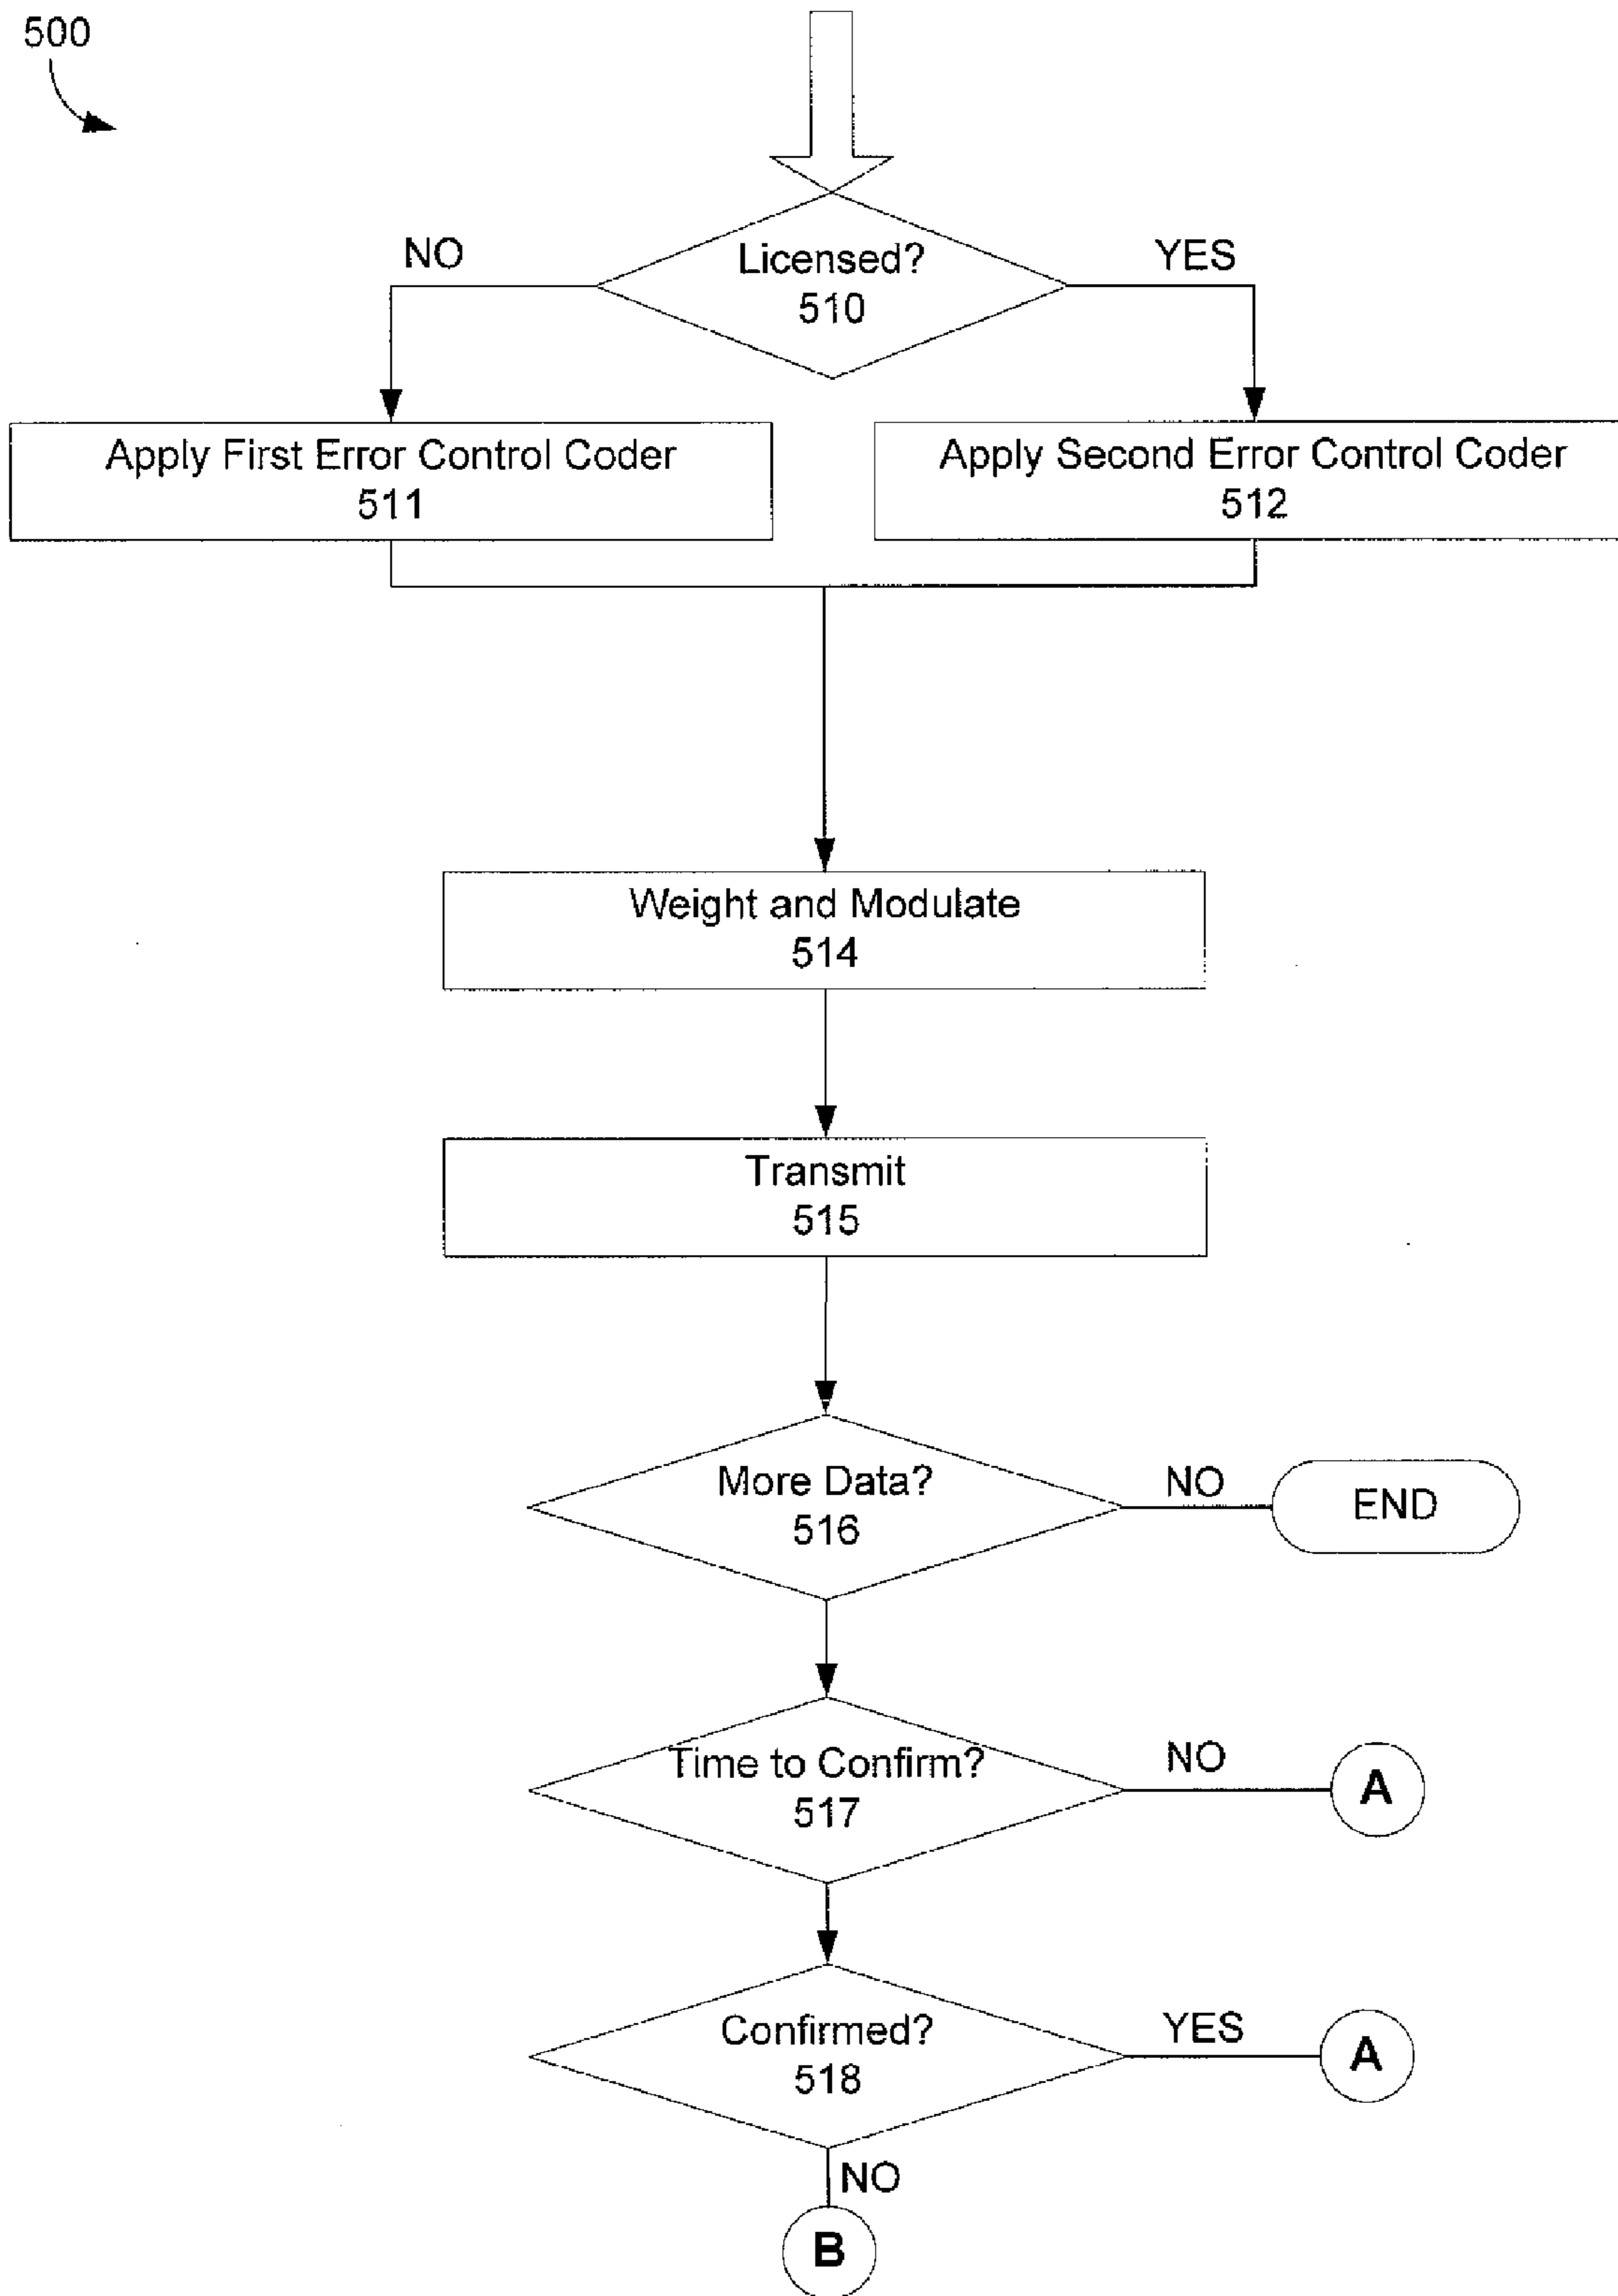 500
NO
Licensed?
YES
510
Apply First Error Control Coder
511
Apply Second Error Control Coder
512
Weight and Modulate
514
Transmit
515
More Data?
516
NO
END
Time to Confirm?
517
NO
A
Confirmed?
518
YES
A
NO
B